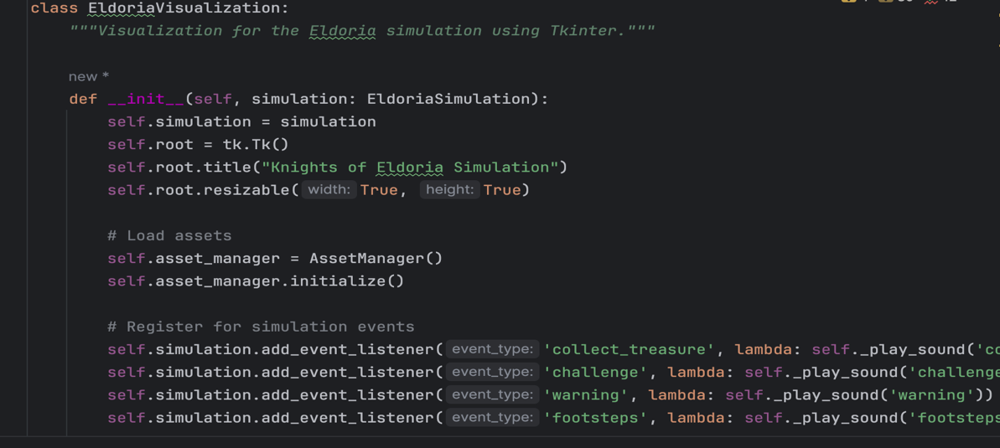 class EldoriaVisualization:
"""Visualization for the Eldoria simulation using Tkinter."""
new *
def __init__(self, simulation: EldoriaSimulation):
self.simulation = simulation
self.root = tk.Tk()
self.root.title("Knights of Eldoria Simulation")
self.root.resizable( width: True, height: True)
# Load assets
self.asset_manager = AssetManager()
self.asset_manager.initialize()
# Register for simulation events
self.simulation.add_event_listener( event_type: 'collect_treasure', lambda: self._play_sound('co
self.simulation.add_event_listener( event_type: 'challenge', lambda: self._play_sound('challenge
self.simulation.add_event_listener( event_type: 'warning', lambda: self._play_sound('warning'))
self.simulation.add_event_listener( event_type: 'footsteps', lambda: self._play_sound('footsteps